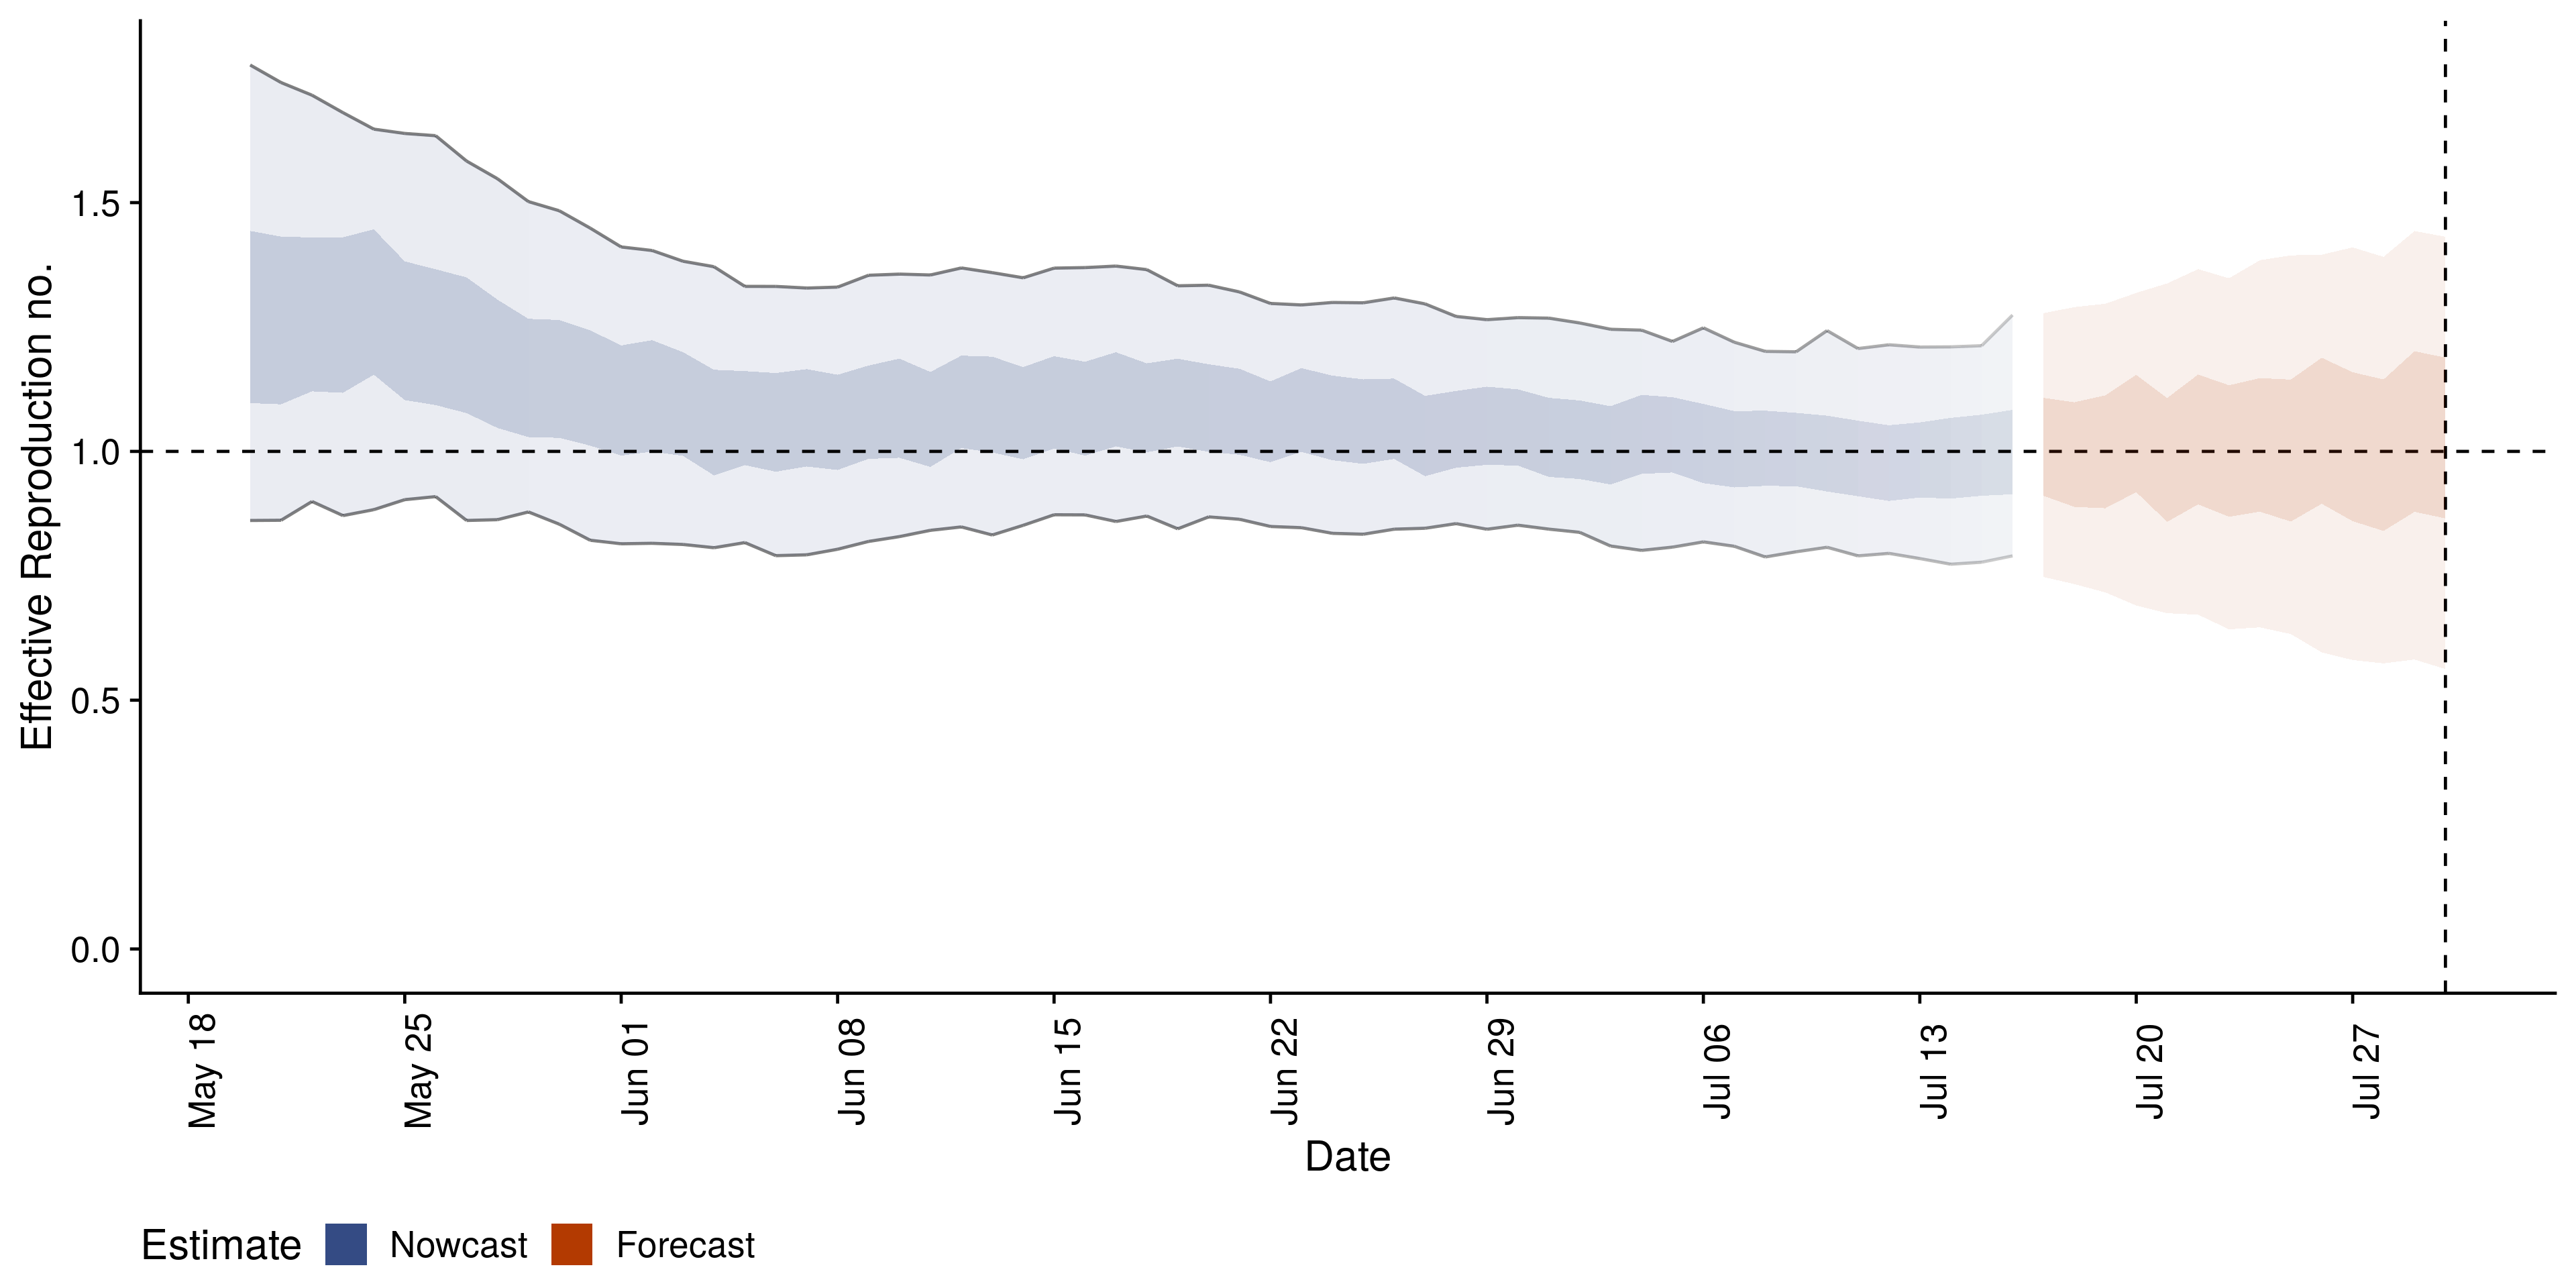 Effective Reproduction no.
1.5
1.0
0.5
0.0
May 18
May 25
Jun 01
Jun 08
Jun 15
Jun 22
Jun 29
Jul 06
Jul 13
Jul 20
Jul 27
Date
Estimate Nowcast Forecast